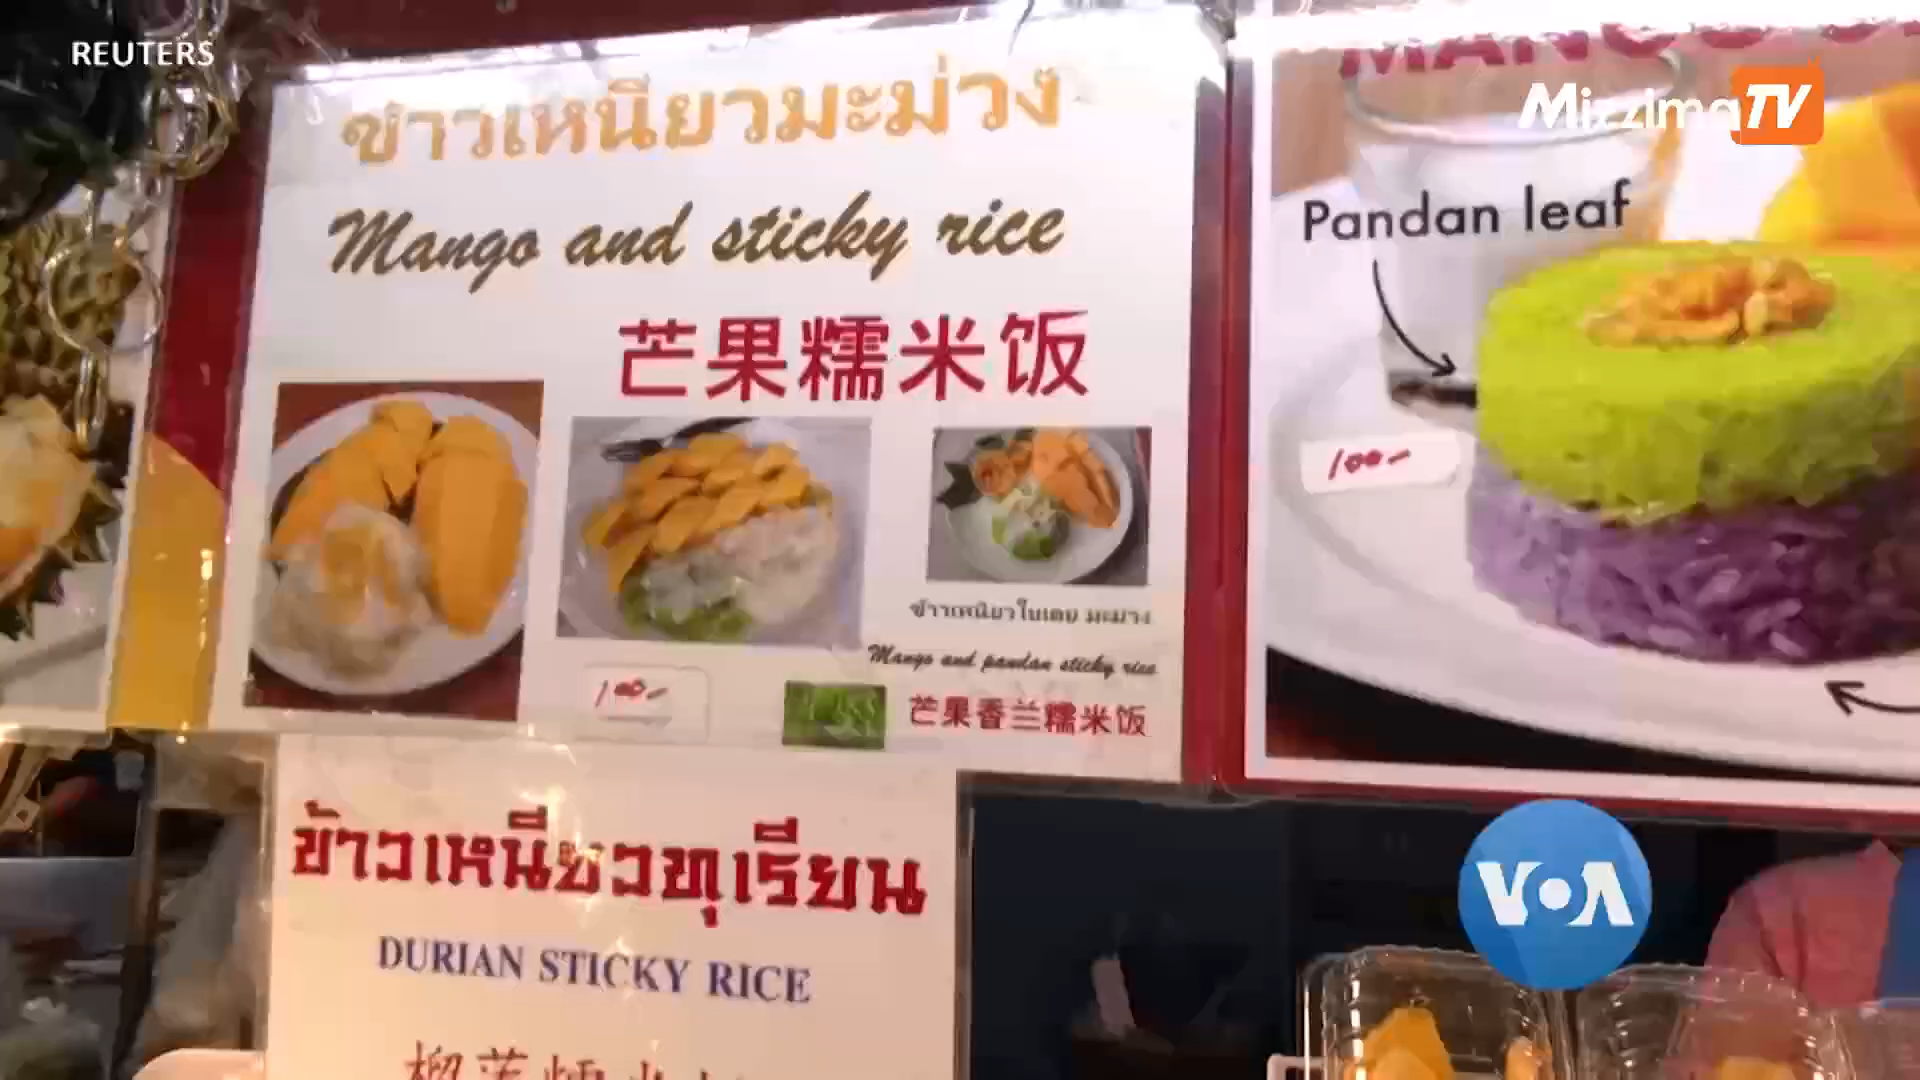 REUTERS
Mizzima TV
ข้าวเหนียวมะม่วง
Mango and sticky rice
芒果糯米饭
100-
ข้าวเหนียวใบเตย มะม่วง
Mango and pandan sticky rice
芒果香兰糯米饭
Pandan leaf
100-
ข้าวเหนียวทุเรียน
DURIAN STICKY RICE
VOA